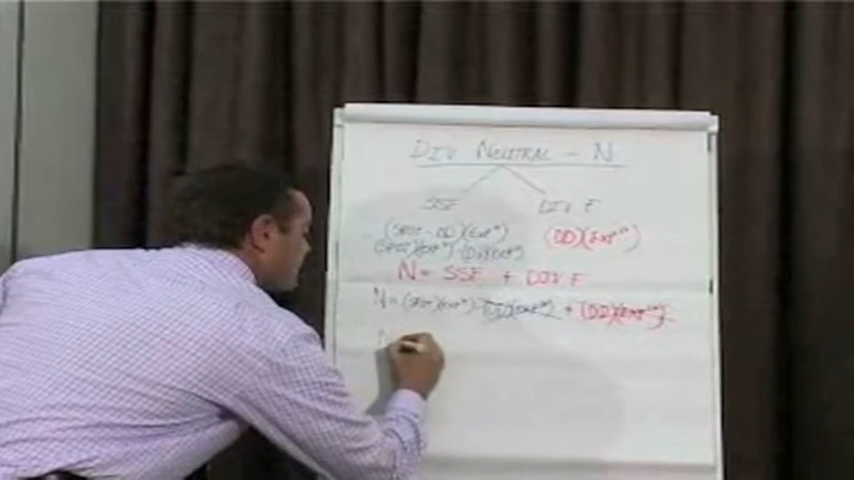 DIV NEUTRAL - N
SSF DIV F
(SPOT - DD)(Exp^rt) (DD)(Exp^rt)
(SPOT)(Exp^rt) - (DD)(Exp^rt)
N = SSF + DIV F
N = (SPOT)(Exp^rt) - (DD)(Exp^rt) + (DD)(Exp^rt)